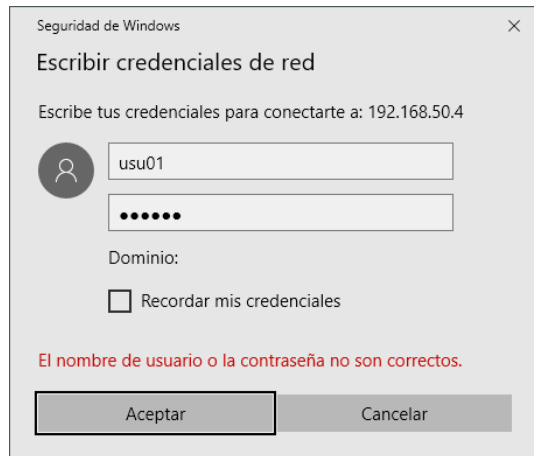 Seguridad de Windows
Escribir credenciales de red
Escribe tus credenciales para conectarte a: 192.168.50.4
usu01
••••••
Dominio:
Recordar mis credenciales
El nombre de usuario o la contraseña no son correctos.
Aceptar
Cancelar